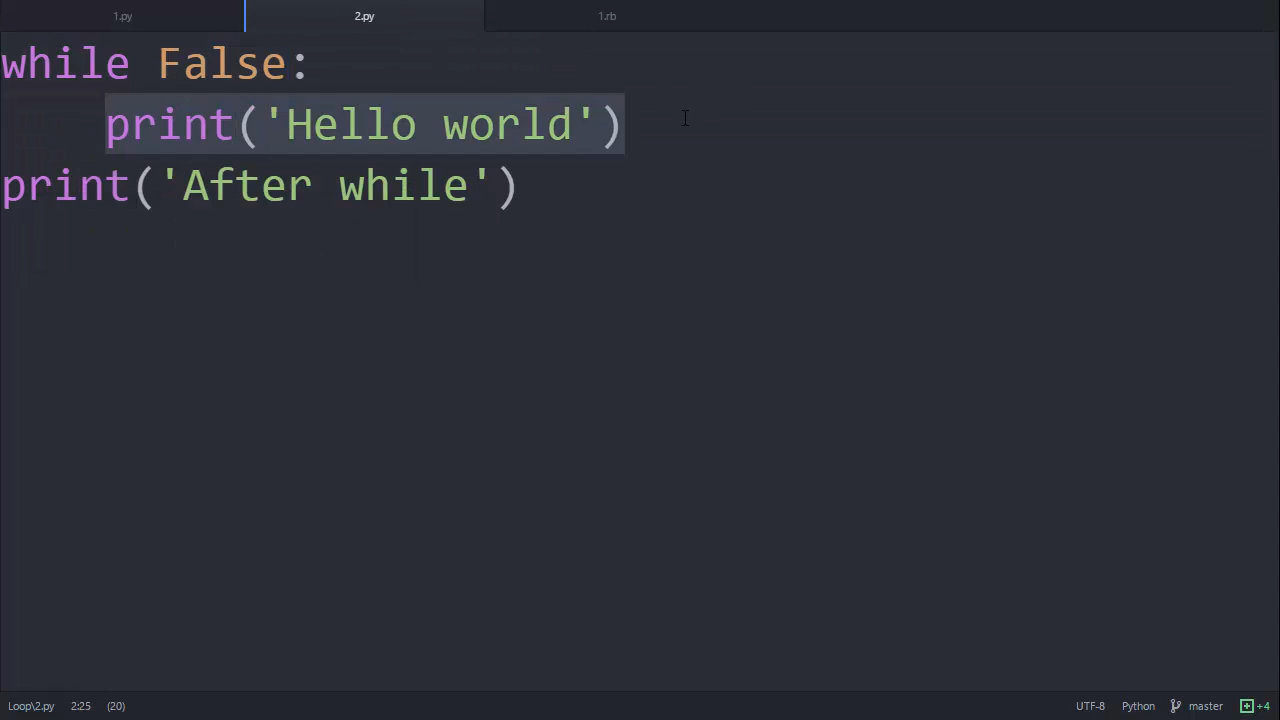 1.py 2.py 1.rb
while False:
    print('Hello world')
print('After while')
Loop\2.py 2:25 (20) UTF-8 Python master +4